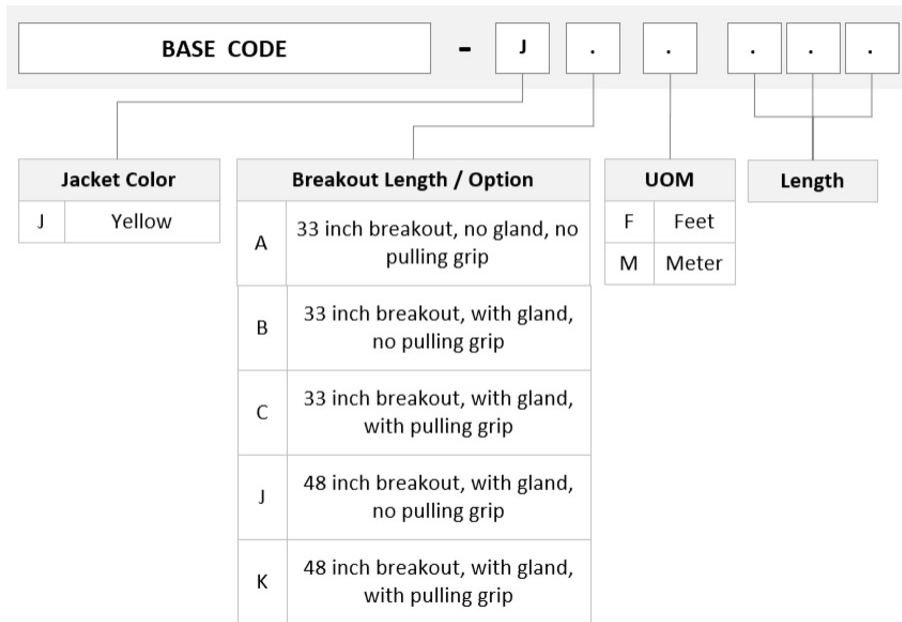 BASE CODE - J . . . . .
Jacket Color
J Yellow
Breakout Length / Option
A 33 inch breakout, no gland, no
pulling grip
B 33 inch breakout, with gland,
no pulling grip
C 33 inch breakout, with gland,
with pulling grip
J 48 inch breakout, with gland,
no pulling grip
K 48 inch breakout, with gland,
with pulling grip
UOM
F Feet
M Meter
Length